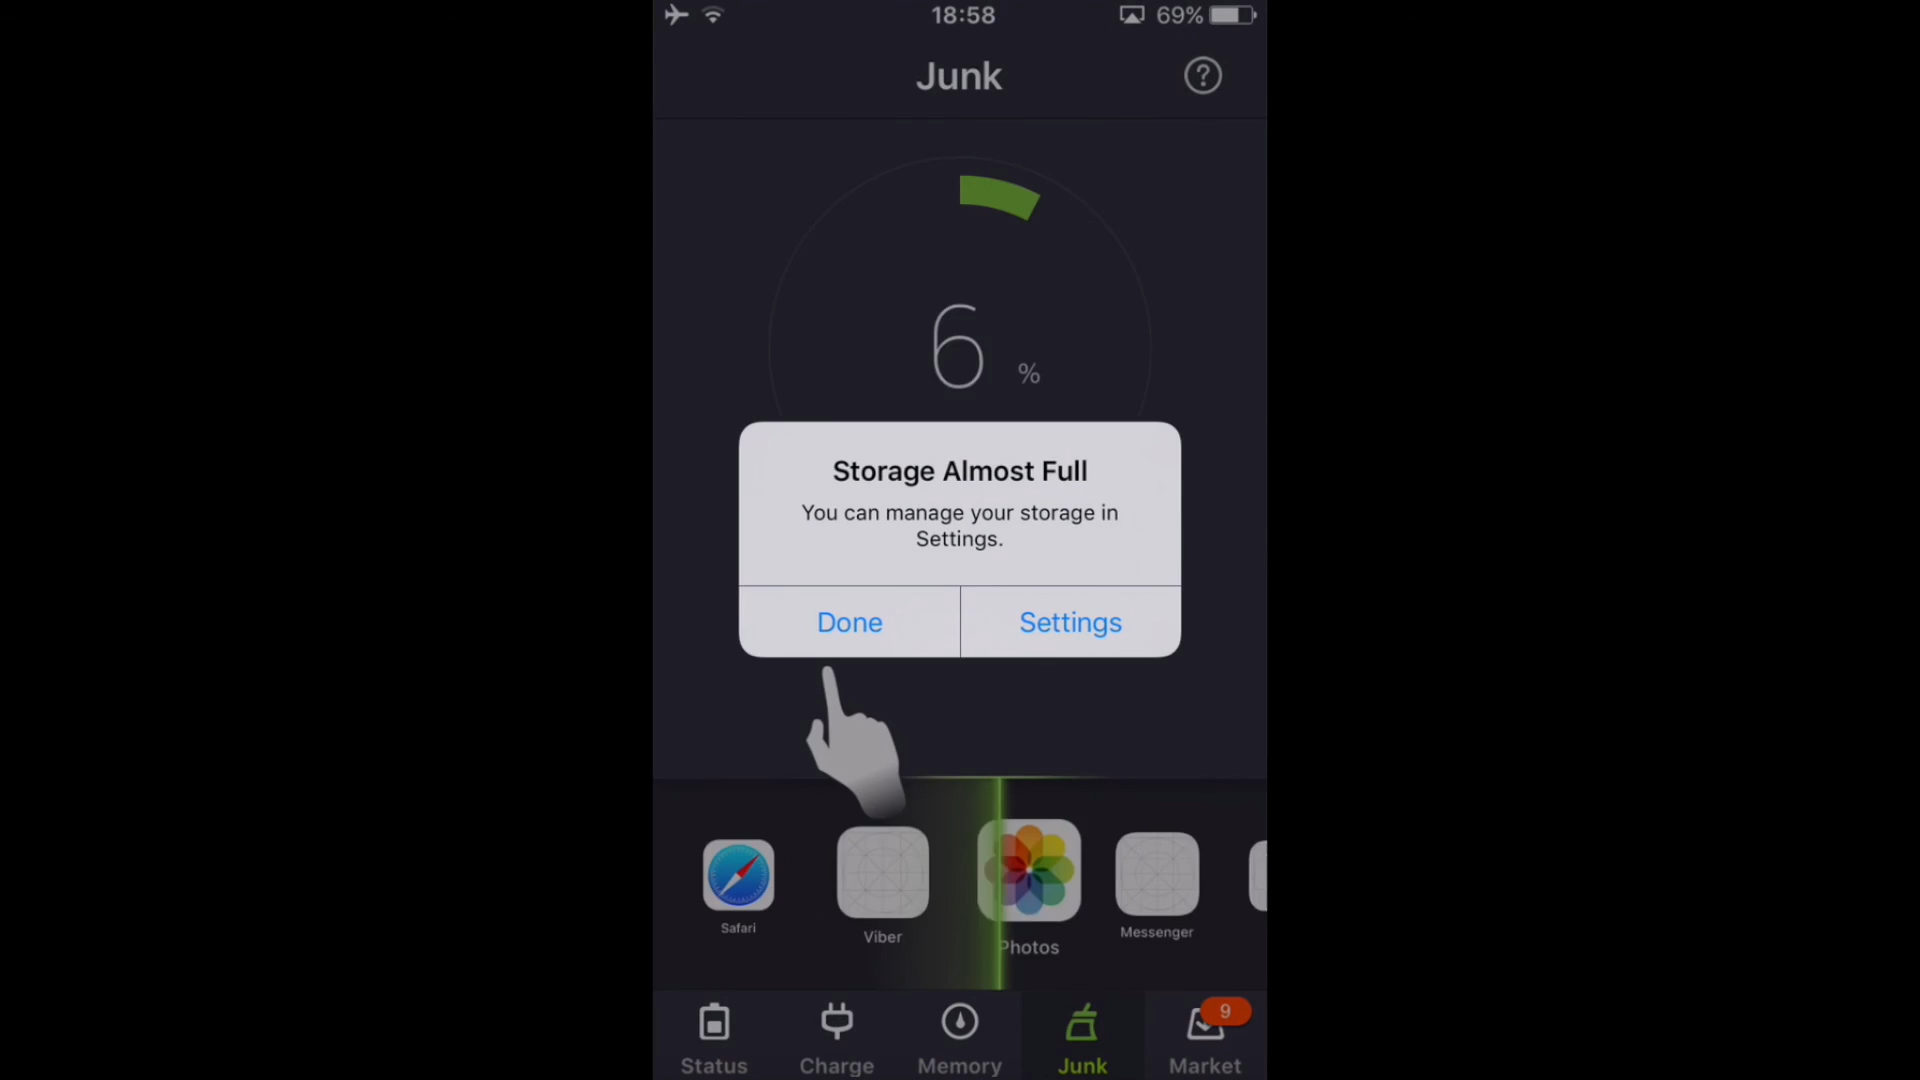 18:58
69%
Junk
?
6 %
Storage Almost Full
You can manage your storage in
Settings.
Done
Settings
Safari
Viber
Photos
Messenger
9
Status
Charge
Memory
Junk
Market